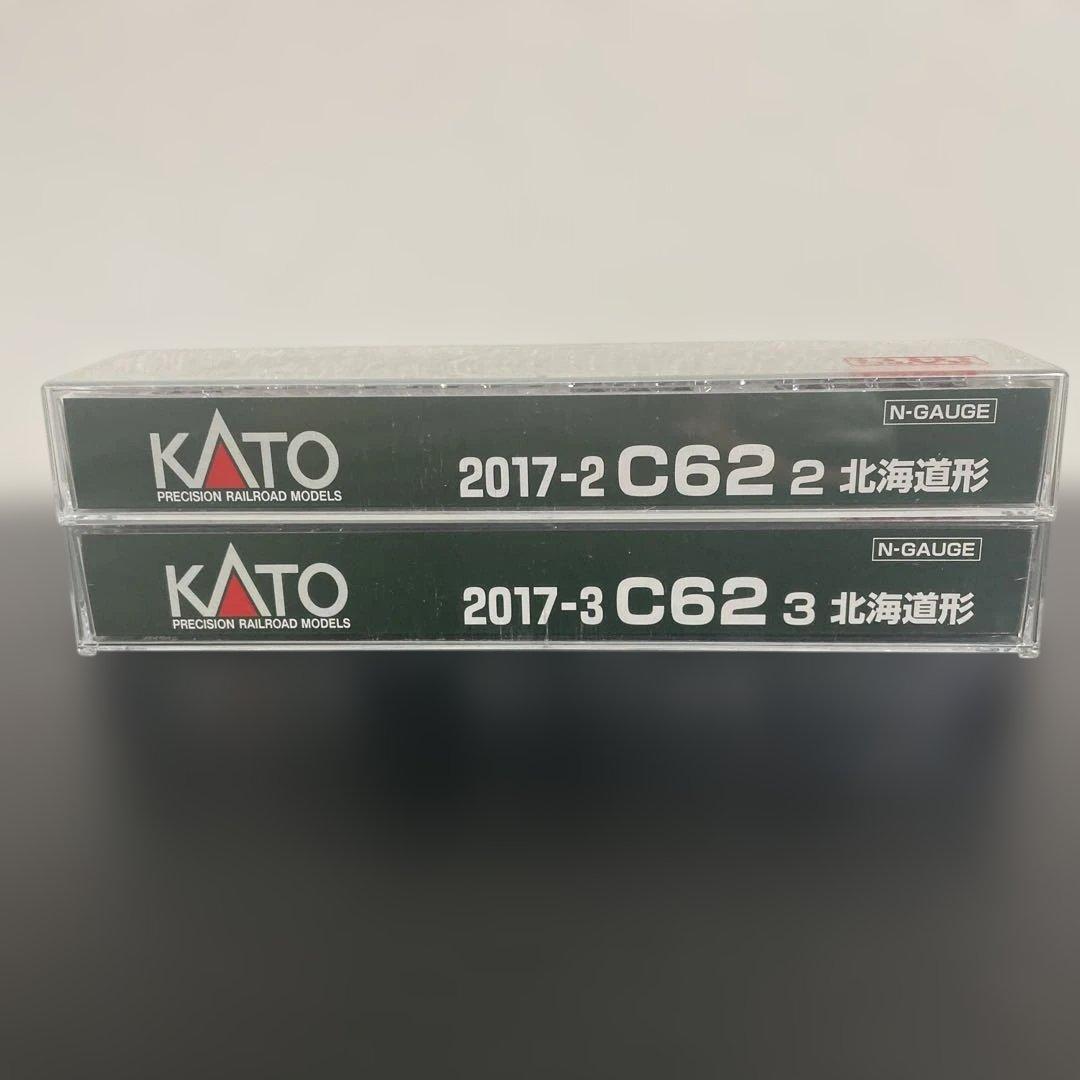 N-GAUGE
KATO
PRECISION RAILROAD MODELS
2017-2 C62 2 北海道形
N-GAUGE
KATO
PRECISION RAILROAD MODELS
2017-3 C62 3 北海道形